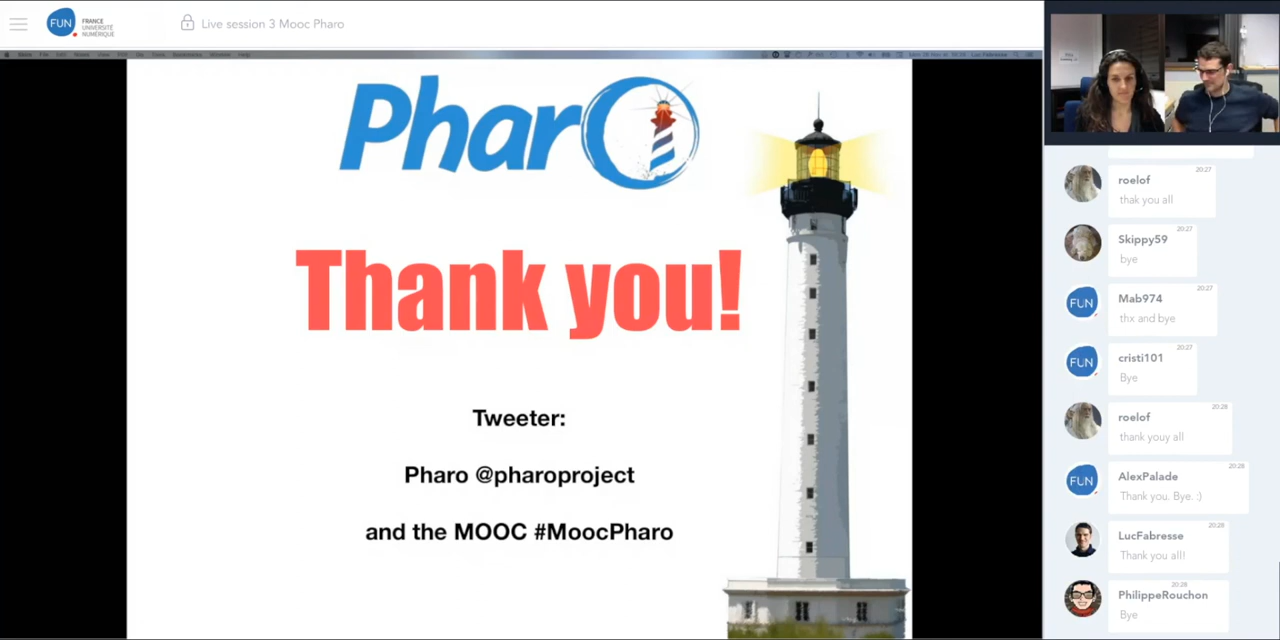 FUN
FRANCE
UNIVERSITÉ
NUMÉRIQUE
Live session 3 Mooc Pharo
Pharo
Thank you!
Tweeter:
Pharo @pharoproject
and the MOOC #MoocPharo
roelof
20:27
thak you all
Skippy59
20:27
bye
FUN
Mab974
20:27
thx and bye
FUN
cristi101
20:27
Bye
roelof
20:28
thank youy all
FUN
AlexPalade
20:28
Thank you. Bye. :)
LucFabresse
20:28
Thank you all!
PhilippeRouchon
20:28
Bye